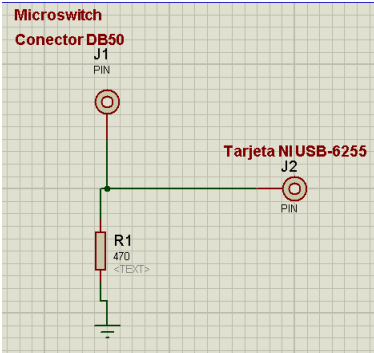 Microswitch
Conector DB50
J1
PIN
Tarjeta NI USB-6255
J2
PIN
R1
470
<TEXT>